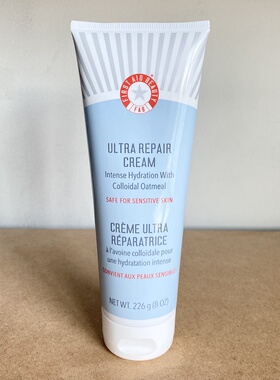 FIRST AID BEAUTY
FAB
ULTRA REPAIR
CREAM
Intense Hydration With
Colloidal Oatmeal
SAFE FOR SENSITIVE SKIN
CRÈME ULTRA
RÉPARATRICE
à l'avoine colloïdale pour
une hydratation intense
CONVIENT AUX PEAUX SENSIBLES
NET WT. 226 g (8 OZ)